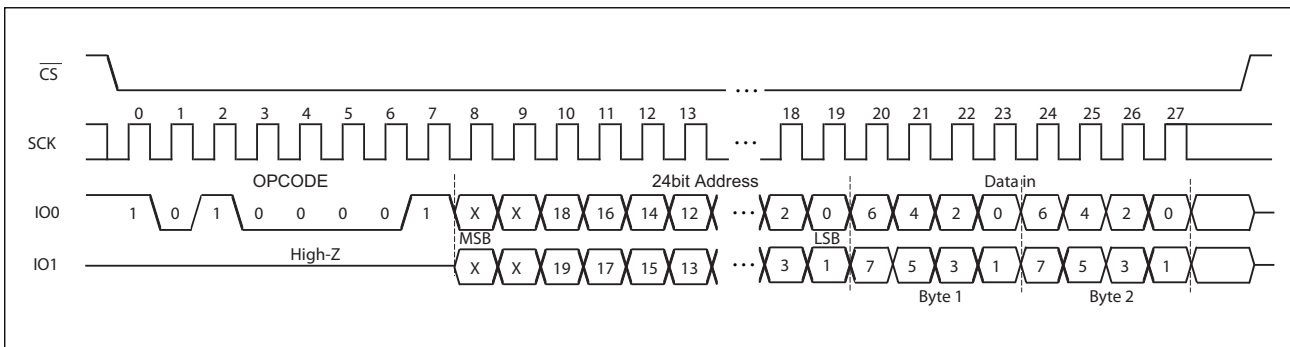 CS
...
0 1 2 3 4 5 6 7 8 9 10 11 12 13 18 19 20 21 22 23 24 25 26 27
SCK ...
OPCODE 24bit Address Data in
IO0 1 0 1 0 0 0 0 1 X X 18 16 14 12 ... 2 0 6 4 2 0 6 4 2 0
MSB LSB
High-Z
IO1 X X 19 17 15 13 ... 3 1 7 5 3 1 7 5 3 1
Byte 1 Byte 2